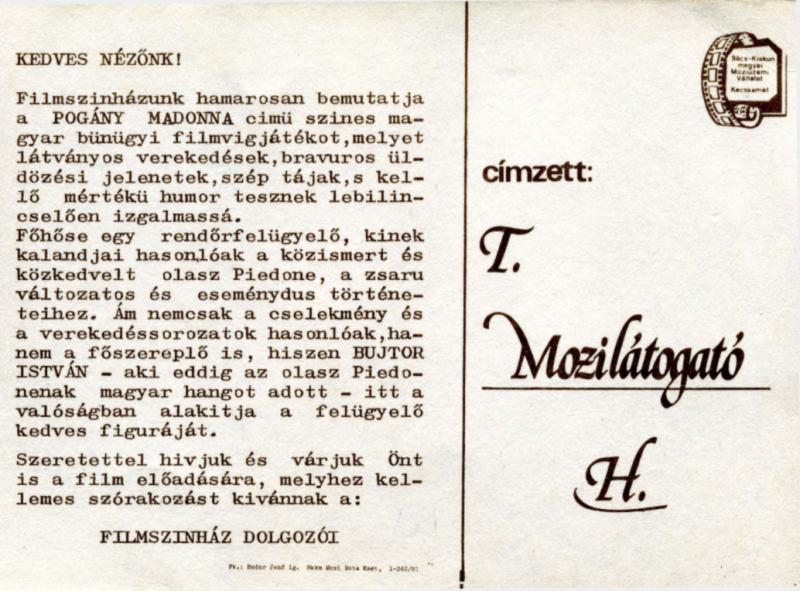 KEDVES NÉZŐNK!
Filmszinházunk hamarosan bemutatja
a POGÁNY MADONNA cimü szines ma-
gyar bünügyi filmvigjátékot,melyet
látványos verekedések,bravuros ül-
dözési jelenetek,szép tájak,s kel-
lő mértékü humor tesznek lebilin-
cselően izgalmassá.
Főhőse egy rendőrfelügyelő, kinek
kalandjai hasonlóak a közismert és
közkedvelt olasz Piedone, a zsaru
változatos és eseménydus történe-
teihez. Ám nemcsak a cselekmény és
a verekedéssorozatok hasonlóak,ha-
nem a főszereplő is, hiszen BUJTOR
ISTVÁN - aki eddig az olasz Piedo-
nenak magyar hangot adott - itt a
valóságban alakitja a felügyelő
kedves figuráját.
Szeretettel hivjuk és várjuk Önt
is a film előadására, melyhez kel-
lemes szórakozást kivánnak a:
FILMSZINHÁZ DOLGOZÓI
Bács-Kiskun
megyei
Moziüzemi
Vállalat
Kecskemét
címzett:
T.
Mozilátogató
H.